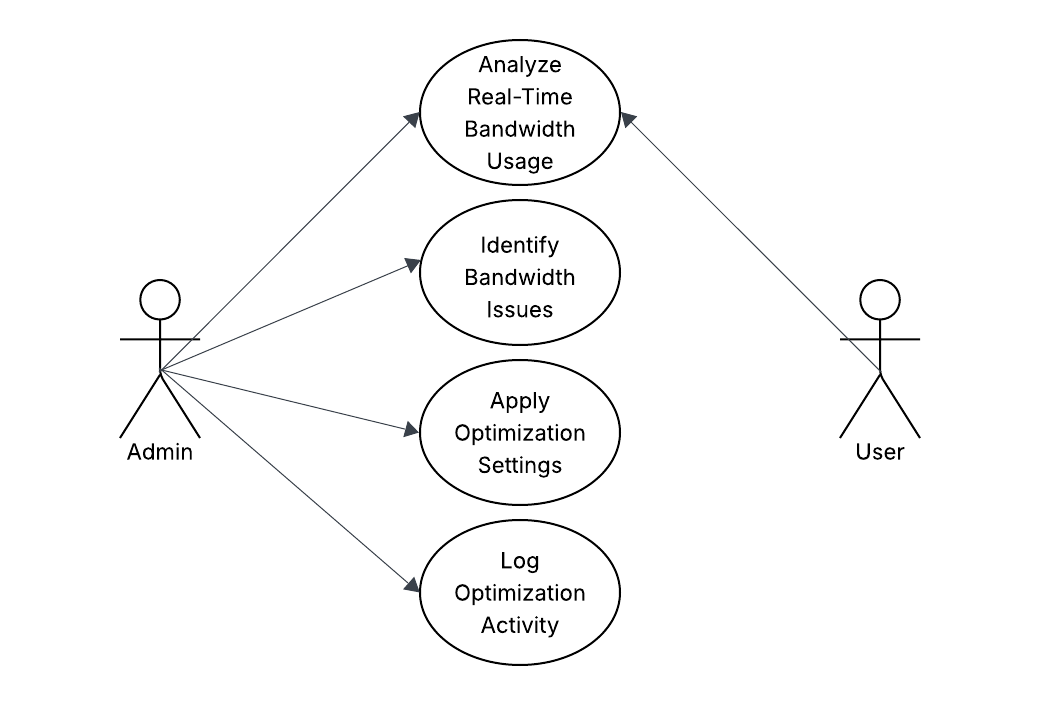 Analyze
Real-Time
Bandwidth
Usage
Identify
Bandwidth
Issues
Apply
Optimization
Settings
Log
Optimization
Activity
Admin
User